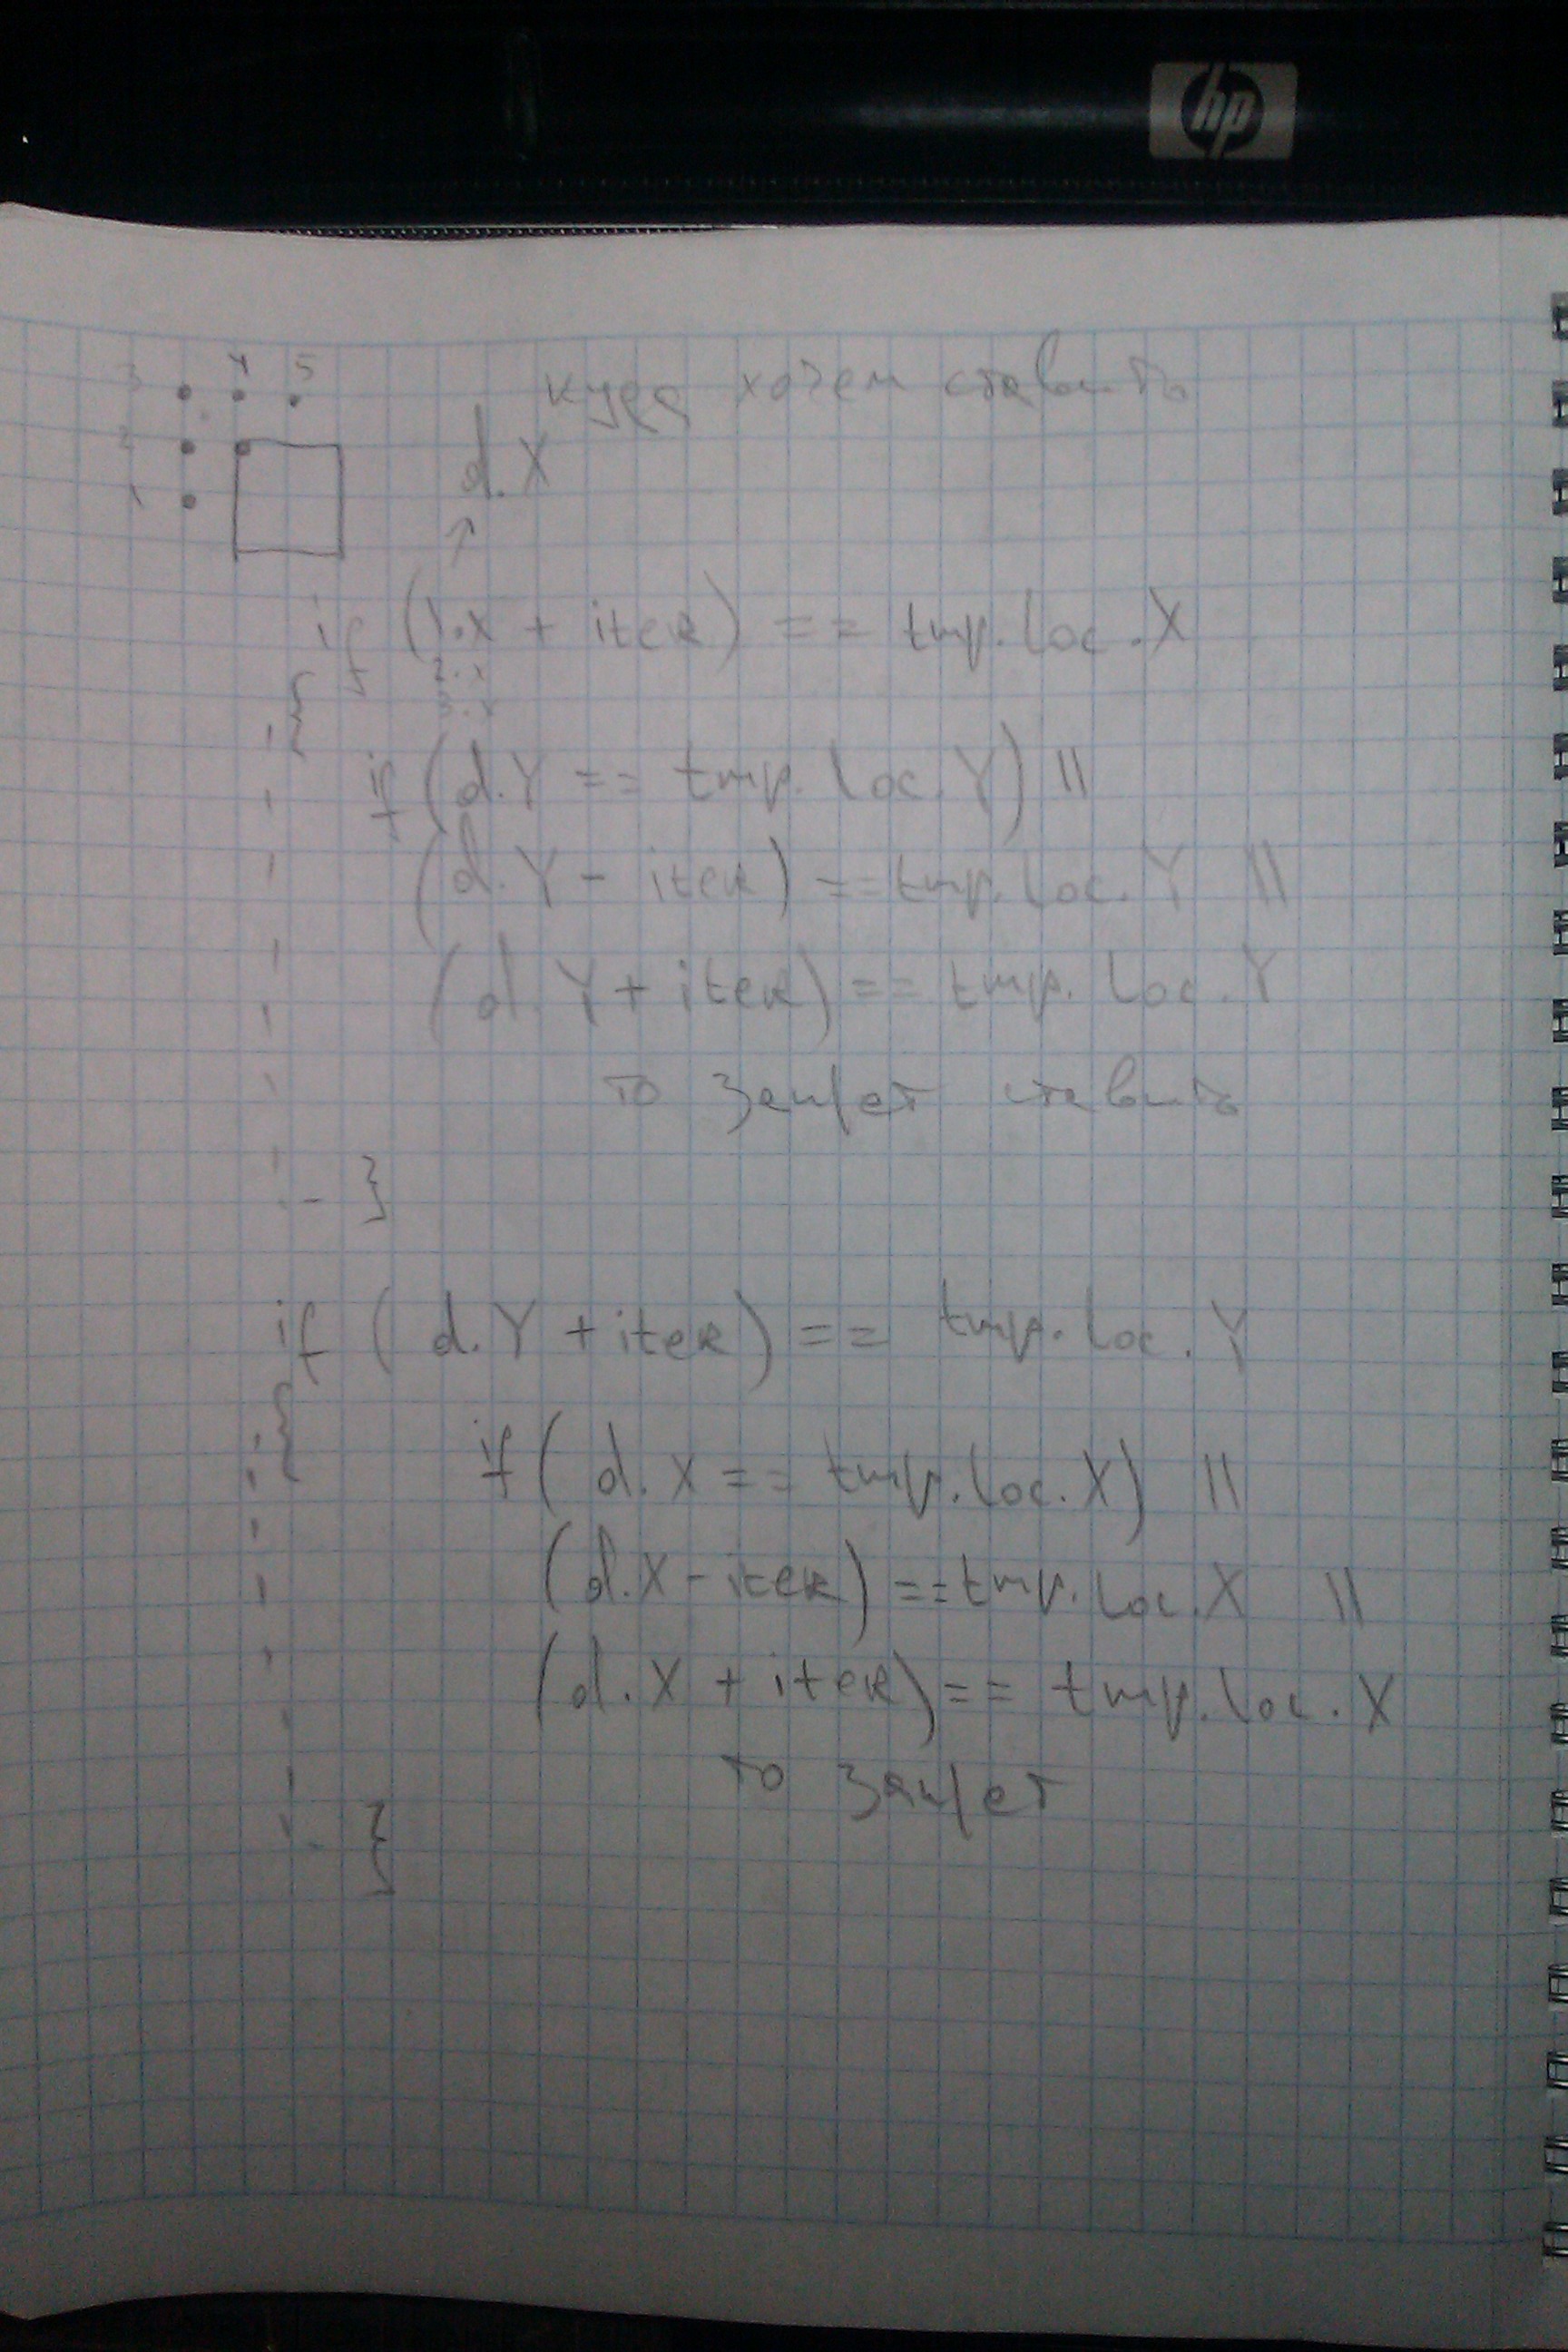 hp
3 4 5
куда хочем ставить
2
d.X
1
↑
if (1.x + iter) == tmp.loc.X
2.x
3.x
{
if (d.Y == tmp.loc.Y) ||
(d.Y - iter) == tmp.loc.Y ||
(d.Y + iter) == tmp.loc.Y
то запрет ставить
}
if (d.Y + iter) == tmp.loc.Y
{
if (d.X == tmp.loc.X) ||
(d.X - iter) == tmp.loc.X ||
(d.X + iter) == tmp.loc.X
то запрет
}